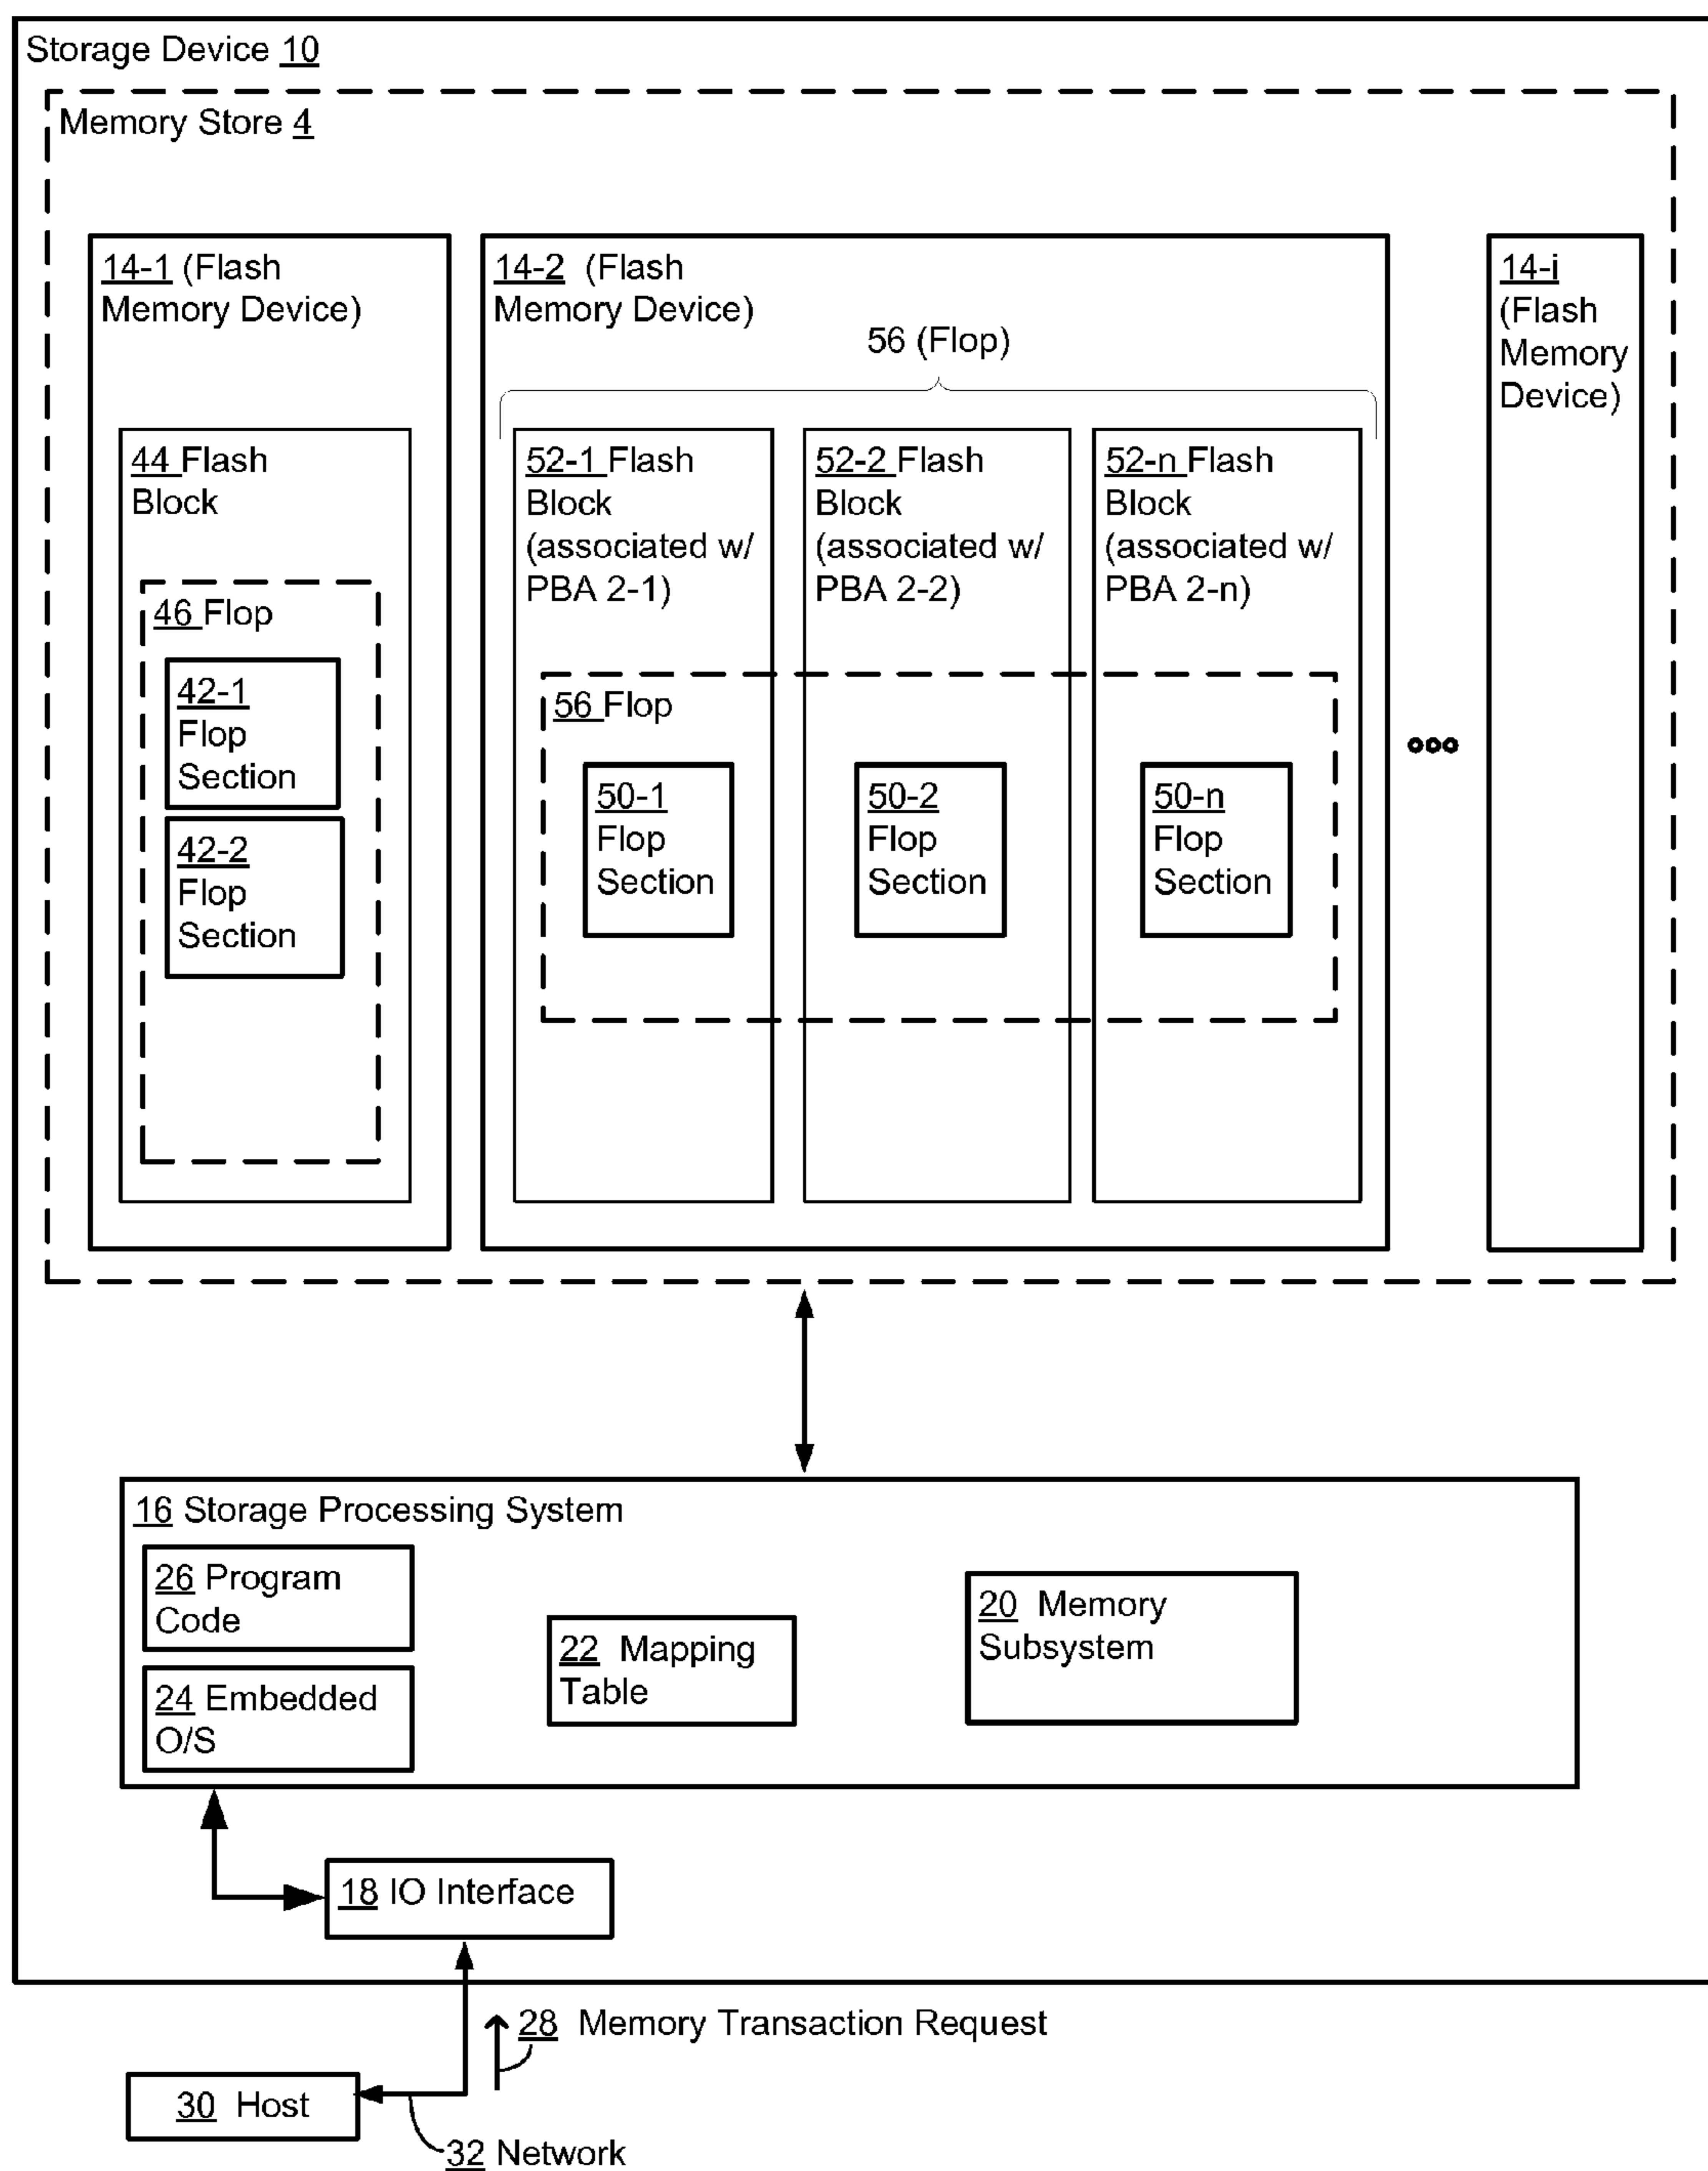 Storage Device 10
Memory Store 4
14-1 (Flash
Memory Device)
44 Flash
Block
46 Flop
42-1
Flop
Section
42-2
Flop
Section
14-2 (Flash
Memory Device)
56 (Flop)
52-1 Flash
Block
(associated w/
PBA 2-1)
52-2 Flash
Block
(associated w/
PBA 2-2)
52-n Flash
Block
(associated w/
PBA 2-n)
56 Flop
50-1
Flop
Section
50-2
Flop
Section
50-n
Flop
Section
14-i
(Flash
Memory
Device)
16 Storage Processing System
26 Program
Code
24 Embedded
O/S
22 Mapping
Table
20 Memory
Subsystem
18 IO Interface
28 Memory Transaction Request
30 Host
32 Network